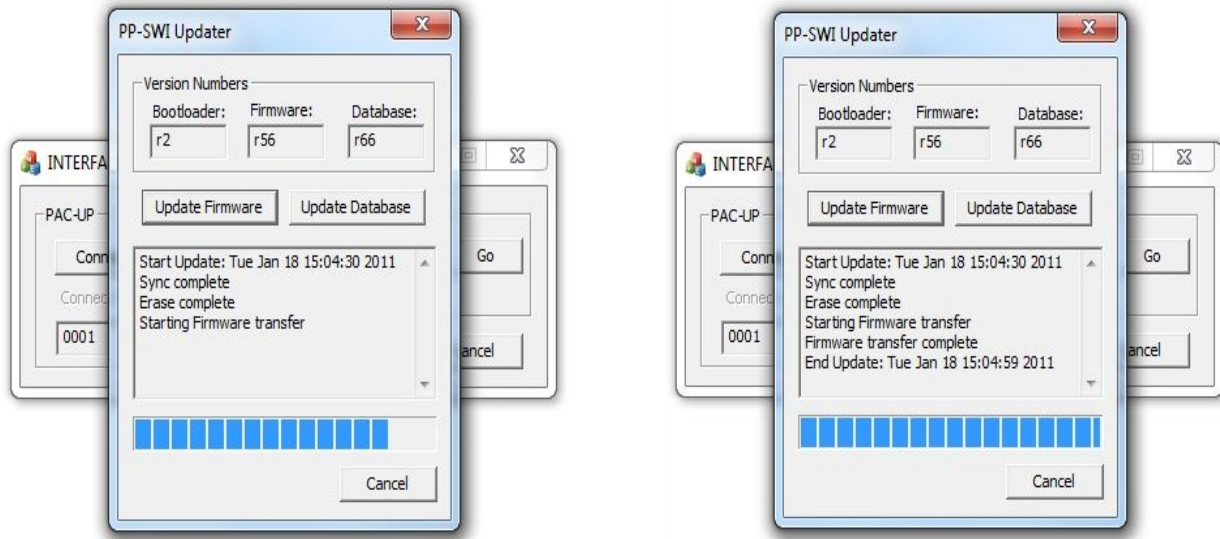 PP-SWI Updater
X
Version Numbers
Bootloader: Firmware: Database:
r2 r56 r66
INTERFA
PAC-UP
Update Firmware Update Database
Conn
Go
Start Update: Tue Jan 18 15:04:30 2011
Sync complete
Connec
Erase complete
Starting Firmware transfer
0001
ancel
Cancel
PP-SWI Updater
X
Version Numbers
Bootloader: Firmware: Database:
r2 r56 r66
INTERFA
PAC-UP
Update Firmware Update Database
Conn
Go
Start Update: Tue Jan 18 15:04:30 2011
Sync complete
Connec
Erase complete
Starting Firmware transfer
0001
Firmware transfer complete
ancel
End Update: Tue Jan 18 15:04:59 2011
Cancel